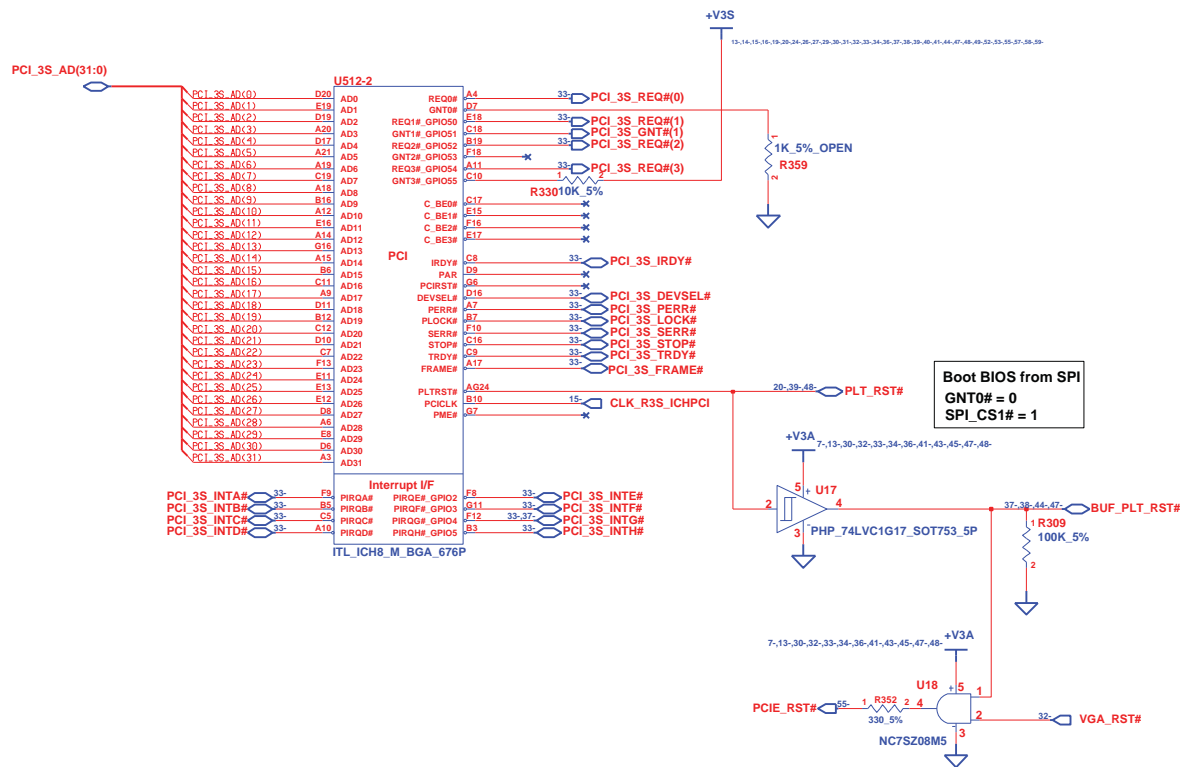 +V3S
13-,14-,15-,16-,19-,20-,24-,26-,27-,29-,30-,31-,32-,33-,34-,36-,37-,38-,39-,40-,41-,44-,47-,48-,49-,52-,53-,55-,57-,58-,59-
PCI_3S_AD(31:0)
U512-2
PCI_3S_AD(0) D20 AD0 REQ0# A4 33- PCI_3S_REQ#(0)
PCI_3S_AD(1) E19 AD1 GNT0# D7
PCI_3S_AD(2) D19 AD2 REQ1#_GPIO50 E18 33- PCI_3S_REQ#(1)
PCI_3S_AD(3) A20 AD3 GNT1#_GPIO51 C18 33- PCI_3S_GNT#(1)
PCI_3S_AD(4) D17 AD4 REQ2#_GPIO52 B19 33- PCI_3S_REQ#(2)
PCI_3S_AD(5) A21 AD5 GNT2#_GPIO53 F18
PCI_3S_AD(6) A19 AD6 REQ3#_GPIO54 A11 33- PCI_3S_REQ#(3)
PCI_3S_AD(7) C19 AD7 GNT3#_GPIO55 C10 1 2
R330 10K_5%
1
1K_5%_OPEN
R359
2
PCI_3S_AD(8) A18 AD8
PCI_3S_AD(9) B16 AD9 C_BE0# C17
PCI_3S_AD(10) A12 AD10 C_BE1# E15
PCI_3S_AD(11) E16 AD11 C_BE2# F16
PCI_3S_AD(12) A14 AD12 C_BE3# E17
PCI_3S_AD(13) G16 AD13
PCI
PCI_3S_AD(14) A15 AD14 IRDY# C8 33- PCI_3S_IRDY#
PCI_3S_AD(15) B6 AD15 PAR D9
PCI_3S_AD(16) C11 AD16 PCIRST# G6
PCI_3S_AD(17) A9 AD17 DEVSEL# D16 33- PCI_3S_DEVSEL#
PCI_3S_AD(18) D11 AD18 PERR# A7 33- PCI_3S_PERR#
PCI_3S_AD(19) B12 AD19 PLOCK# B7 33- PCI_3S_LOCK#
PCI_3S_AD(20) C12 AD20 SERR# F10 33- PCI_3S_SERR#
PCI_3S_AD(21) D10 AD21 STOP# C16 33- PCI_3S_STOP#
PCI_3S_AD(22) C7 AD22 TRDY# C9 33- PCI_3S_TRDY#
PCI_3S_AD(23) F13 AD23 FRAME# A17 33- PCI_3S_FRAME#
PCI_3S_AD(24) E11 AD24
PCI_3S_AD(25) E13 AD25 PLTRST# AG24 20-,39-,48- PLT_RST#
PCI_3S_AD(26) E12 AD26 PCICLK B10 15- CLK_R3S_ICHPCI
PCI_3S_AD(27) D8 AD27 PME# G7
PCI_3S_AD(28) A6 AD28
PCI_3S_AD(29) E8 AD29
PCI_3S_AD(30) D6 AD30
PCI_3S_AD(31) A3 AD31
Boot BIOS from SPI
GNT0# = 0
SPI_CS1# = 1
Interrupt I/F
PCI_3S_INTA# 33- F9 PIRQA# PIRQE#_GPIO2 F8 33- PCI_3S_INTE#
PCI_3S_INTB# 33- B5 PIRQB# PIRQF#_GPIO3 G11 33- PCI_3S_INTF#
PCI_3S_INTC# 33- C5 PIRQC# PIRQG#_GPIO4 F12 33-,37- PCI_3S_INTG#
PCI_3S_INTD# 33- A10 PIRQD# PIRQH#_GPIO5 B3 33- PCI_3S_INTH#
ITL_ICH8_M_BGA_676P
+V3A
7-,13-,30-,32-,33-,34-,36-,41-,43-,45-,47-,48-
5 + U17
2 4
37-,38-,44-,47- BUF_PLT_RST#
3 -
PHP_74LVC1G17_SOT753_5P
1 R309
100K_5%
2
+V3A
7-,13-,30-,32-,33-,34-,36-,41-,43-,45-,47-,48-
U18 + 5
1
PCIE_RST# 55- 1 R352 2 4
330_5%
2 32- VGA_RST#
- 3
NC7SZ08M5